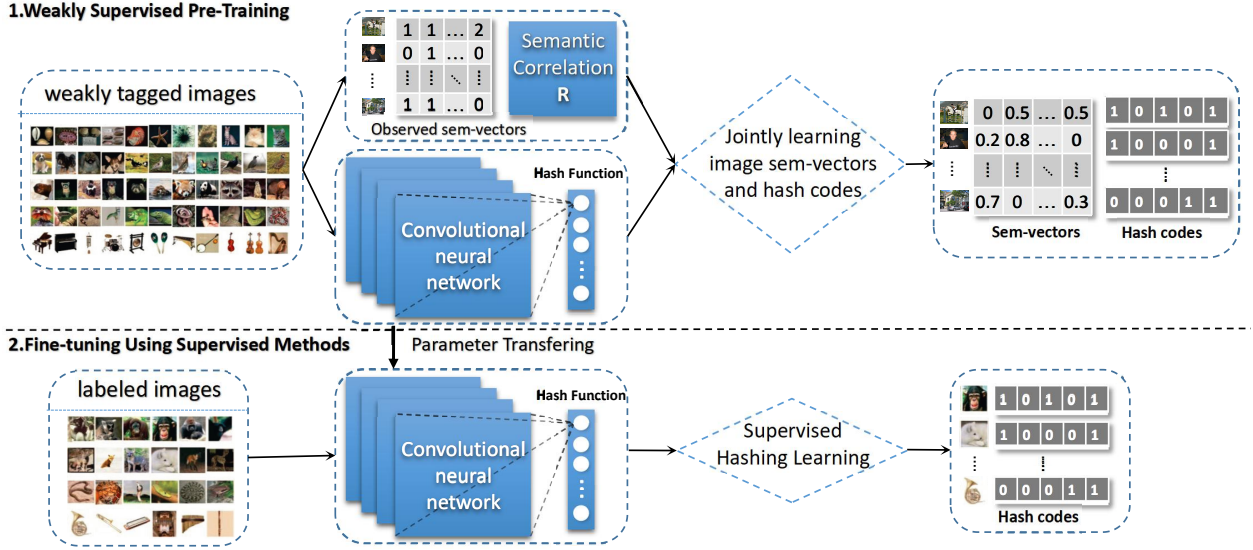 1.Weakly Supervised Pre-Training
weakly tagged images
1 1 ... 2
0 1 ... 0
1 1 ... 0
Observed sem-vectors
Semantic
Correlation
R
Hash Function
Convolutional
neural
network
Jointly learning
image sem-vectors
and hash codes
0 0.5 ... 0.5
0.2 0.8 ... 0
0.7 0 ... 0.3
Sem-vectors
1 0 1 0 1
1 0 0 0 1
0 0 0 1 1
Hash codes
2.Fine-tuning Using Supervised Methods
Parameter Transfering
labeled images
Hash Function
Convolutional
neural
network
Supervised
Hashing Learning
1 0 1 0 1
1 0 0 0 1
0 0 0 1 1
Hash codes